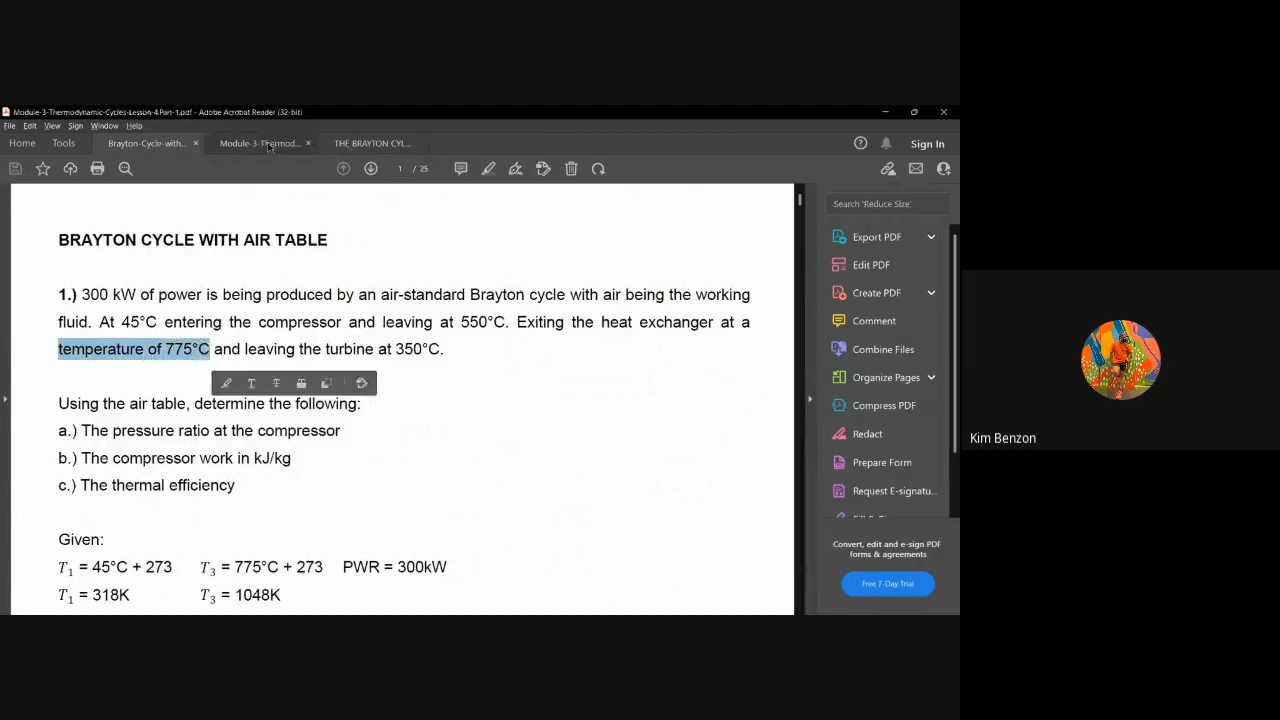 Module-3-Thermodynamic-Cycles-Lesson-4.Part-1.pdf - Adobe Acrobat Reader (32-bit)
File Edit View Sign Window Help
Home Tools Brayton-Cycle-with... × Module-3-Thermod... × THE BRAYTON CYL... Sign In
1 / 25
BRAYTON CYCLE WITH AIR TABLE
1.) 300 kW of power is being produced by an air-standard Brayton cycle with air being the working
fluid. At 45°C entering the compressor and leaving at 550°C. Exiting the heat exchanger at a
temperature of 775°C and leaving the turbine at 350°C.
Using the air table, determine the following:
a.) The pressure ratio at the compressor
b.) The compressor work in kJ/kg
c.) The thermal efficiency
Given:
T₁ = 45°C + 273 T₃ = 775°C + 273 PWR = 300kW
T₁ = 318K T₃ = 1048K
Search 'Reduce Size'
Export PDF
Edit PDF
Create PDF
Comment
Combine Files
Organize Pages
Compress PDF
Redact
Prepare Form
Request E-signatu...
Convert, edit and e-sign PDF
forms & agreements
Free 7-Day Trial
Kim Benzon